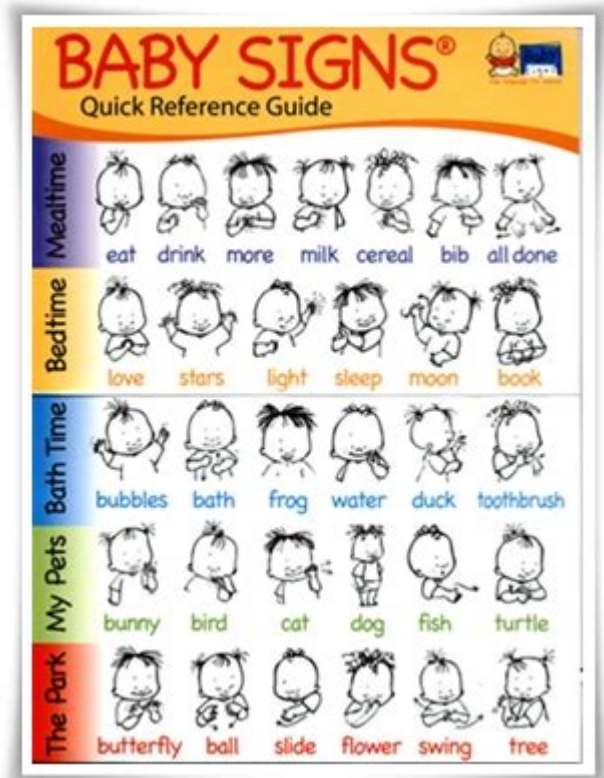 BABY SIGNS®
Quick Reference Guide
Mealtime
eat drink more milk cereal bib all done
Bedtime
love stars light sleep moon book
Bath Time
bubbles bath frog water duck toothbrush
My Pets
bunny bird cat dog fish turtle
The Park
butterfly ball slide flower swing tree